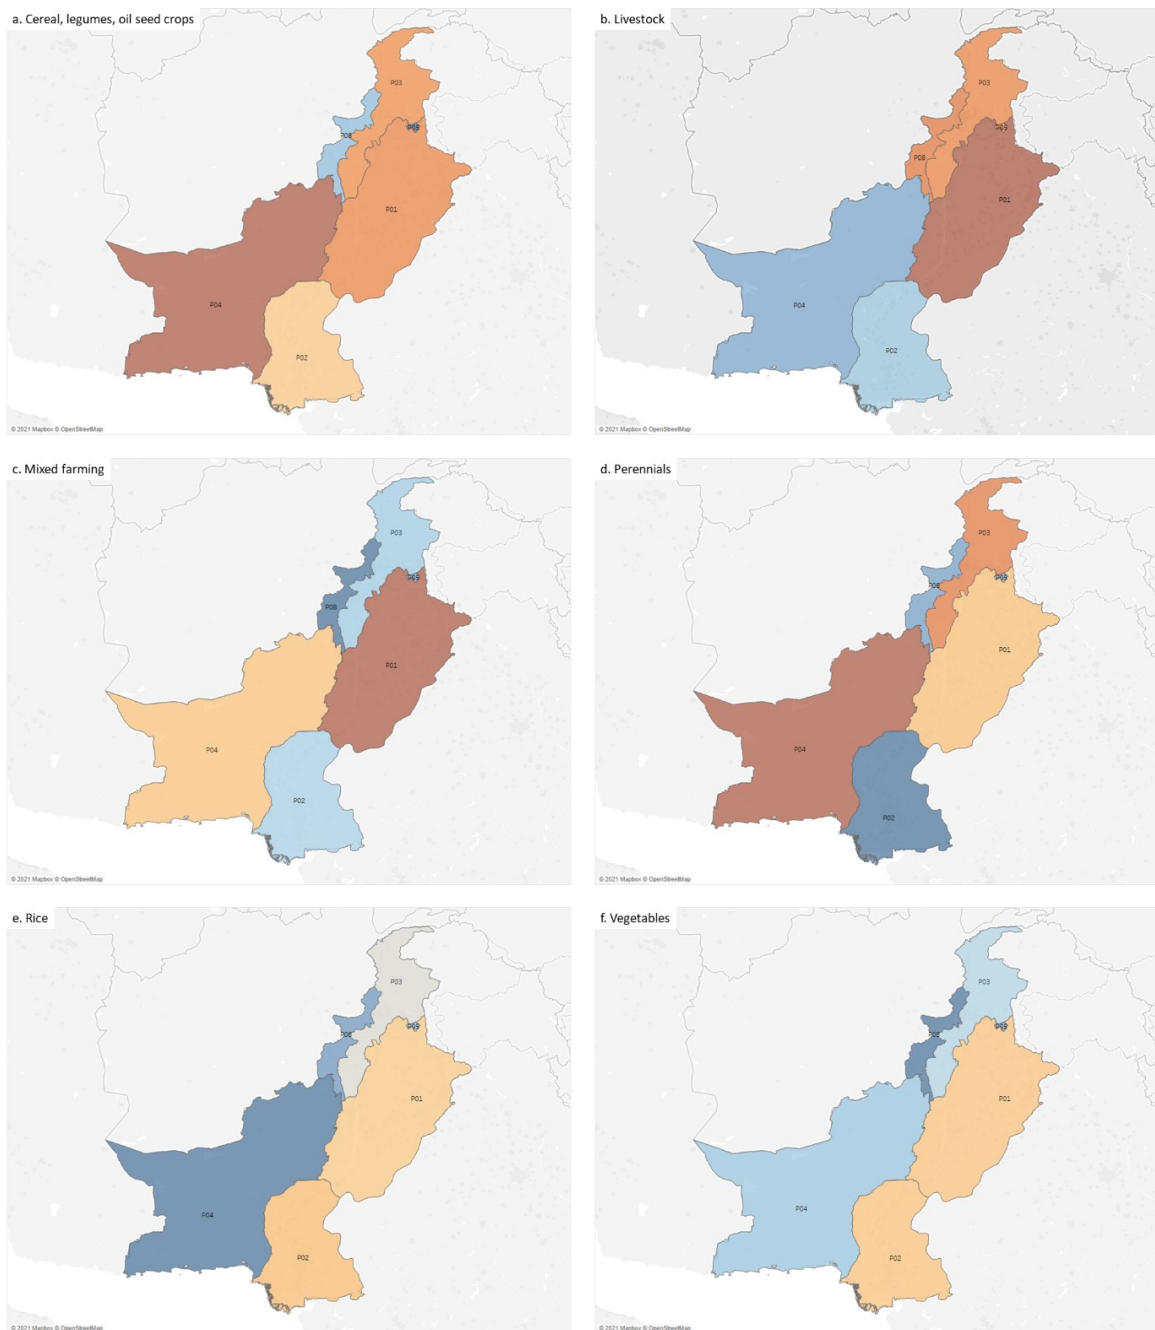 a. Cereal, legumes, oil seed crops
P03
P08
P01
P04
P02
© 2021 Mapbox © OpenStreetMap
b. Livestock
P03
P08
P01
P04
P02
© 2021 Mapbox © OpenStreetMap
c. Mixed farming
P03
P08
P01
P04
P02
© 2021 Mapbox © OpenStreetMap
d. Perennials
P03
P01
P04
P02
© 2021 Mapbox © OpenStreetMap
e. Rice
P03
P01
P04
P02
© 2021 Mapbox © OpenStreetMap
f. Vegetables
P03
P01
P04
P02
© 2021 Mapbox © OpenStreetMap